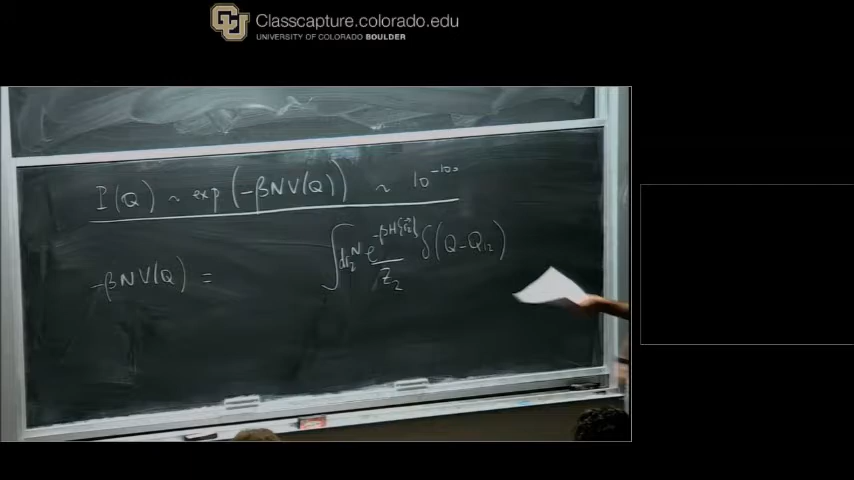 Classcapture.colorado.edu
UNIVERSITY OF COLORADO BOULDER
P(Q) ~ exp(-βNV(Q)) ~ 10^-100
-βNV(Q) = ∫dr₂^N e^-βH[r₂] / Z₂ δ(Q-Q₁₂)